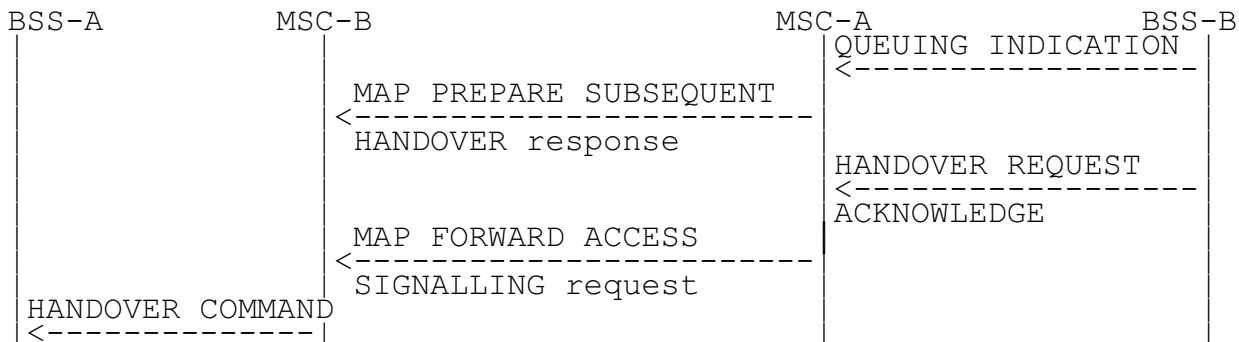 BSS-A MSC-B MSC-A BSS-B
QUEUING INDICATION
MAP PREPARE SUBSEQUENT
HANDOVER response
HANDOVER REQUEST
ACKNOWLEDGE
MAP FORWARD ACCESS
SIGNALLING request
HANDOVER COMMAND